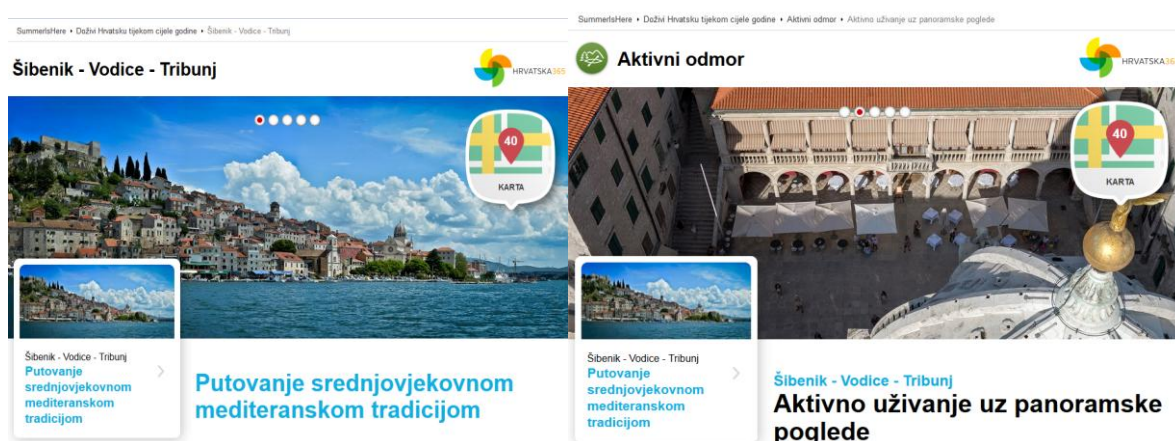 SummerIsHere • Doživi Hrvatsku tijekom cijele godine • Šibenik - Vodice - Tribunj
Šibenik - Vodice - Tribunj
HRVATSKA365
40
KARTA
Šibenik - Vodice - Tribunj
Putovanje
srednjovjekovnom
mediteranskom
tradicijom
Putovanje srednjovjekovnom
mediteranskom tradicijom
SummerIsHere • Doživi Hrvatsku tijekom cijele godine • Aktivni odmor • Aktivno uživanje uz panoramske poglede
Aktivni odmor
HRVATSKA36
40
KARTA
Šibenik - Vodice - Tribunj
Putovanje
srednjovjekovnom
mediteranskom
tradicijom
Šibenik - Vodice - Tribunj
Aktivno uživanje uz panoramske
poglede